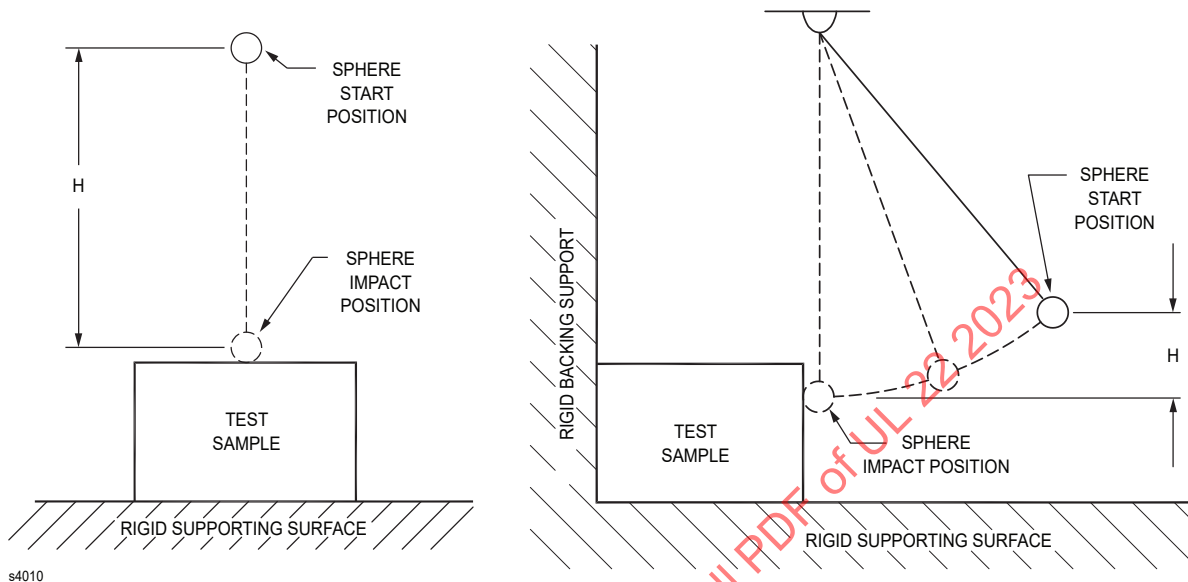 SPHERE
START
POSITION
H
SPHERE
IMPACT
POSITION
TEST
SAMPLE
RIGID SUPPORTING SURFACE
s4010
RIGID BACKING SUPPORT
SPHERE
START
POSITION
H
TEST
SAMPLE
SPHERE
IMPACT POSITION
RIGID SUPPORTING SURFACE
PDF of UL 22 2023